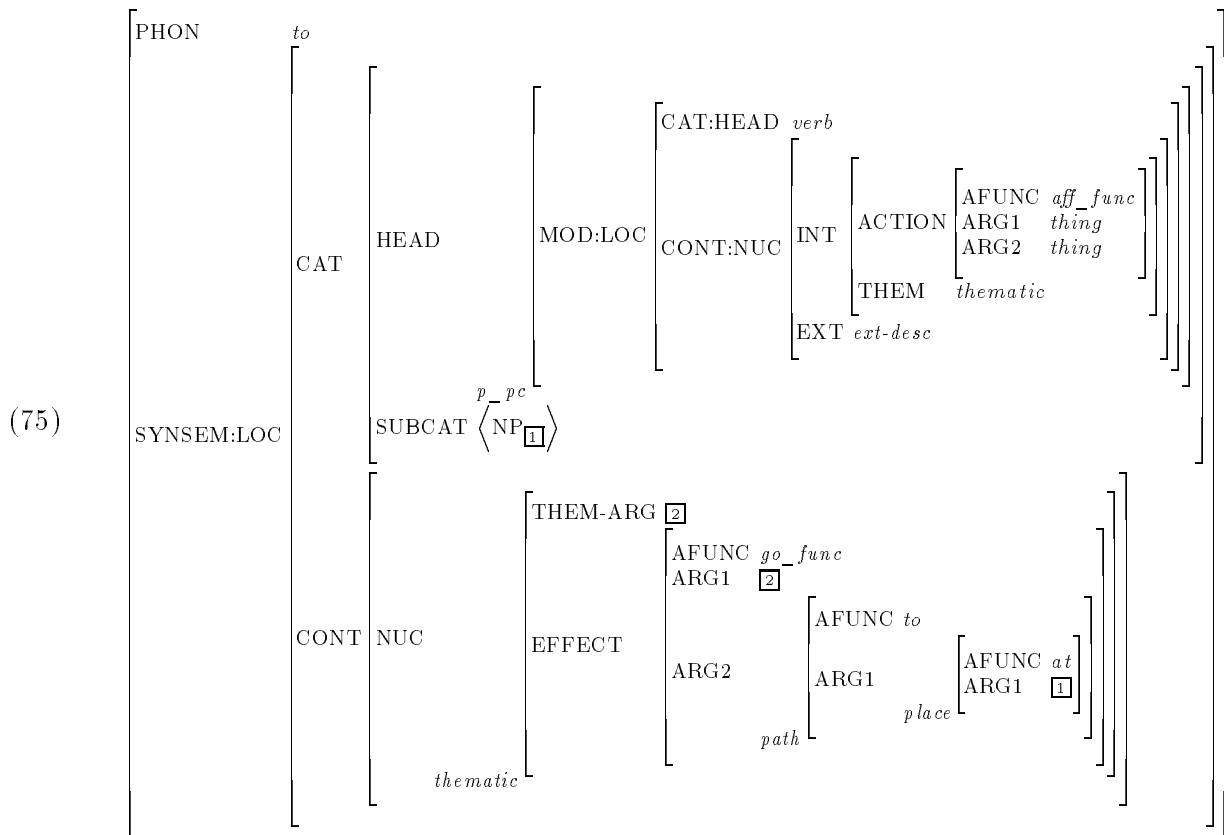 PHON to
CAT:HEAD verb
AFUNC aff_func
ARG1 thing
ACTION
ARG2 thing
INT
HEAD MOD:LOC
CONT:NUC
CAT
THEM thematic
EXT ext-desc
p_pc
(75) SYNSEM:LOC SUBCAT ⟨NP[1]⟩
THEM-ARG [2]
AFUNC go_func
ARG1 [2]
AFUNC to
CONT NUC EFFECT
AFUNC at
ARG2 ARG1
ARG1 [1]
place
path
thematic